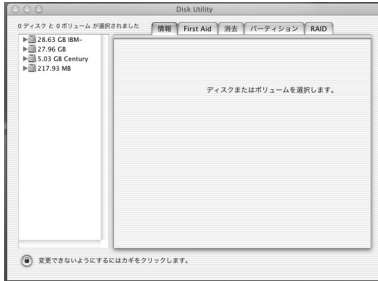 Disk Utility
0 ディスク と 0 ボリューム が選択されました
情報 First Aid 消去 パーティション RAID
28.63 GB IBM-
27.96 GB
5.03 GB Century
217.93 MB
ディスクまたはボリュームを選択します。
変更できないようにするにはカギをクリックします。